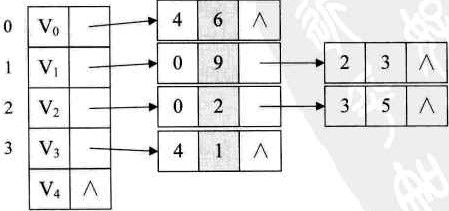 0 V₀ 4 6 ∧
1 V₁ 0 9 2 3 ∧
2 V₂ 0 2 3 5 ∧
3 V₃ 4 1 ∧
V₄ ∧